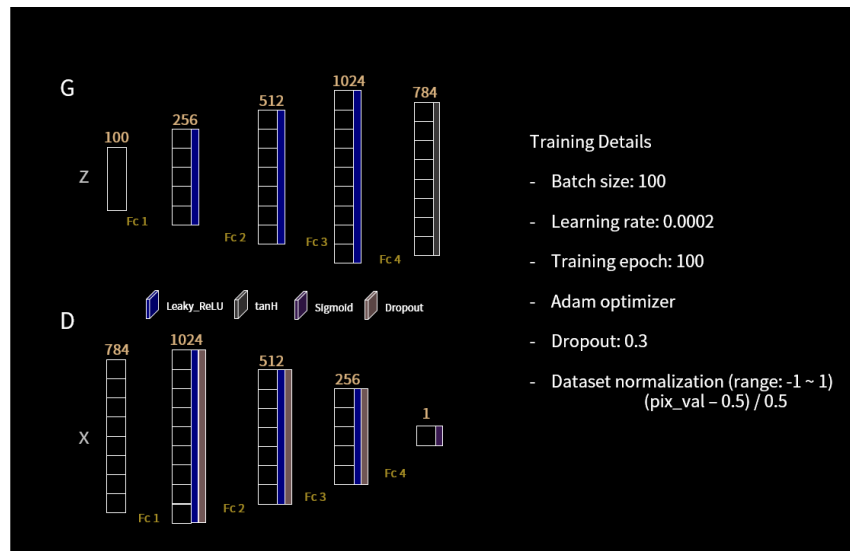 G
1024
784
512
256
100
Z
Fc 1
Fc 2
Fc 3
Fc 4
Leaky_ReLU
tanH
Sigmoid
Dropout
D
784
1024
512
256
1
X
Fc 1
Fc 2
Fc 3
Fc 4
Training Details
- Batch size: 100
- Learning rate: 0.0002
- Training epoch: 100
- Adam optimizer
- Dropout: 0.3
- Dataset normalization (range: -1 ~ 1)
(pix_val – 0.5) / 0.5